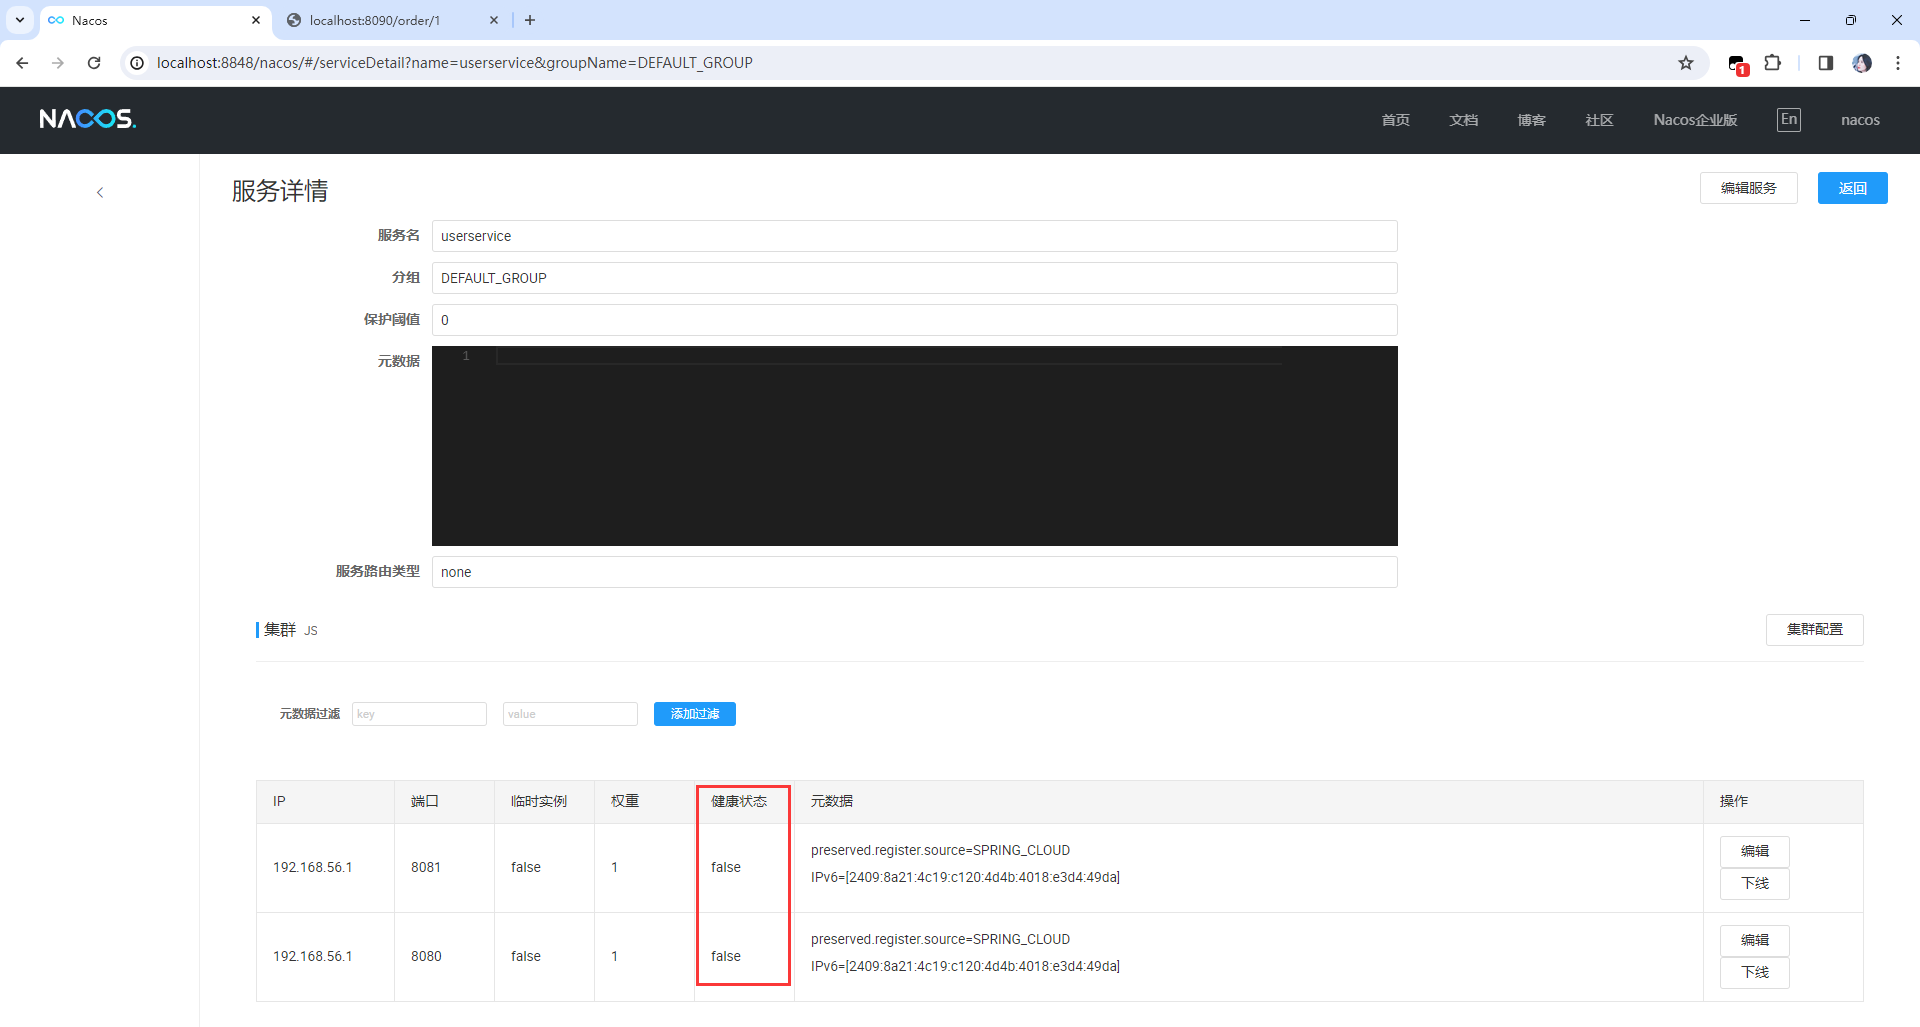 Nacos
localhost:8090/order/1
localhost:8848/nacos/#/serviceDetail?name=userservice&groupName=DEFAULT_GROUP
1
NACOS.
首页
文档
博客
社区
Nacos企业版
En
nacos
服务详情
编辑服务
返回
服务名
userservice
分组
DEFAULT_GROUP
保护阈值
0
元数据
1
服务路由类型
none
集群 JS
集群配置
元数据过滤
key
value
添加过滤
IP 端口 临时实例 权重 健康状态 元数据 操作
192.168.56.1 8081 false 1 false
preserved.register.source=SPRING_CLOUD
IPv6=[2409:8a21:4c19:c120:4d4b:4018:e3d4:49da]
编辑
下线
192.168.56.1 8080 false 1 false
preserved.register.source=SPRING_CLOUD
IPv6=[2409:8a21:4c19:c120:4d4b:4018:e3d4:49da]
编辑
下线